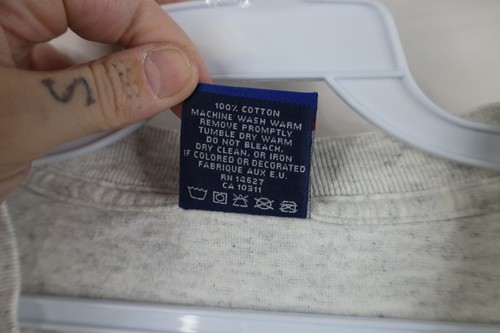 100% COTTON
MACHINE WASH WARM
REMOVE PROMPTLY
TUMBLE DRY WARM
DO NOT BLEACH,
DRY CLEAN, OR IRON
IF COLORED OR DECORATED
FABRIQUE AUX E.U.
RN 14627
CA 10311